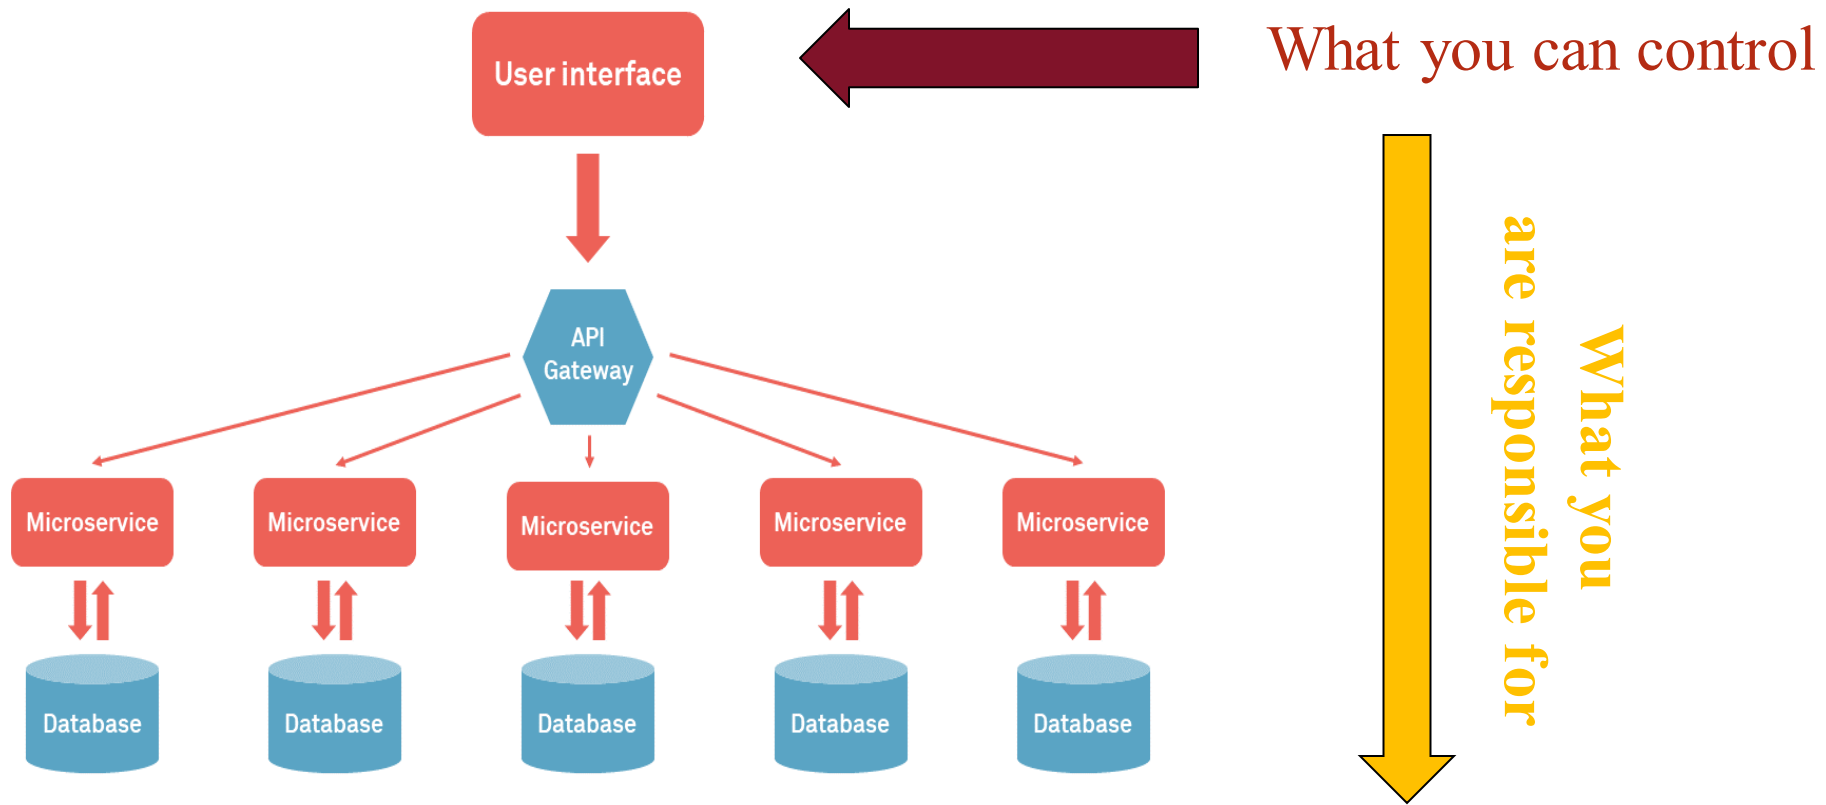 User interface
What you can control
API
Gateway
What you
are responsible for
Microservice
Microservice
Microservice
Microservice
Microservice
Database
Database
Database
Database
Database